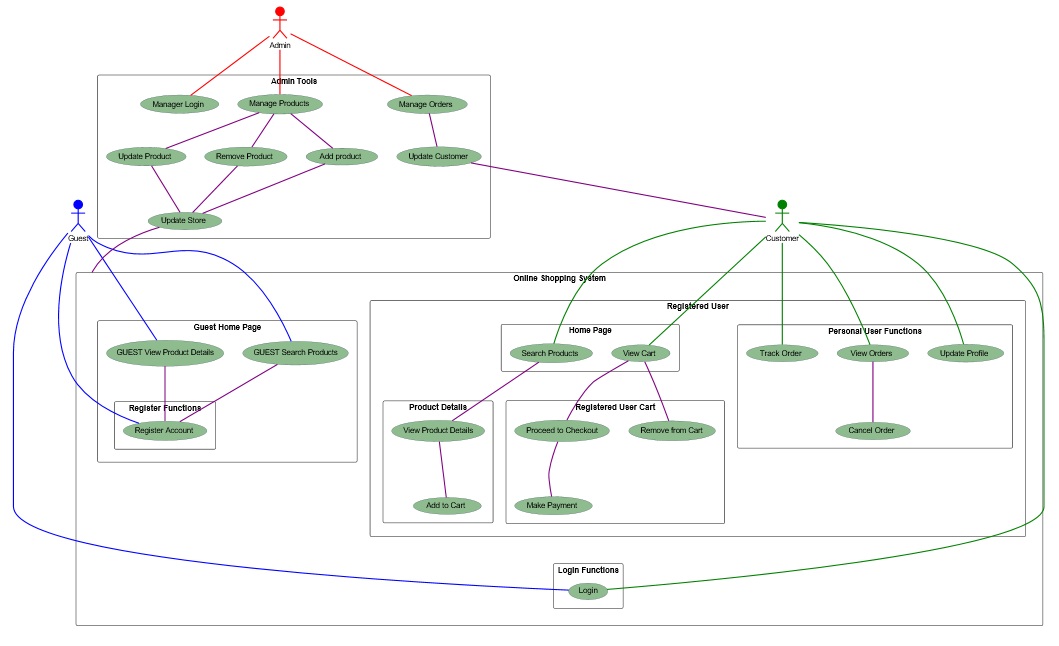 Admin
Admin Tools
Manager Login
Manage Products
Manage Orders
Update Product
Remove Product
Add product
Update Customer
Update Store
Guest
Customer
Online Shopping System
Registered User
Guest Home Page
Home Page
Personal User Functions
GUEST View Product Details
GUEST Search Products
Search Products
View Cart
Track Order
View Orders
Update Profile
Register Functions
Product Details
Registered User Cart
Register Account
View Product Details
Proceed to Checkout
Remove from Cart
Cancel Order
Add to Cart
Make Payment
Login Functions
Login